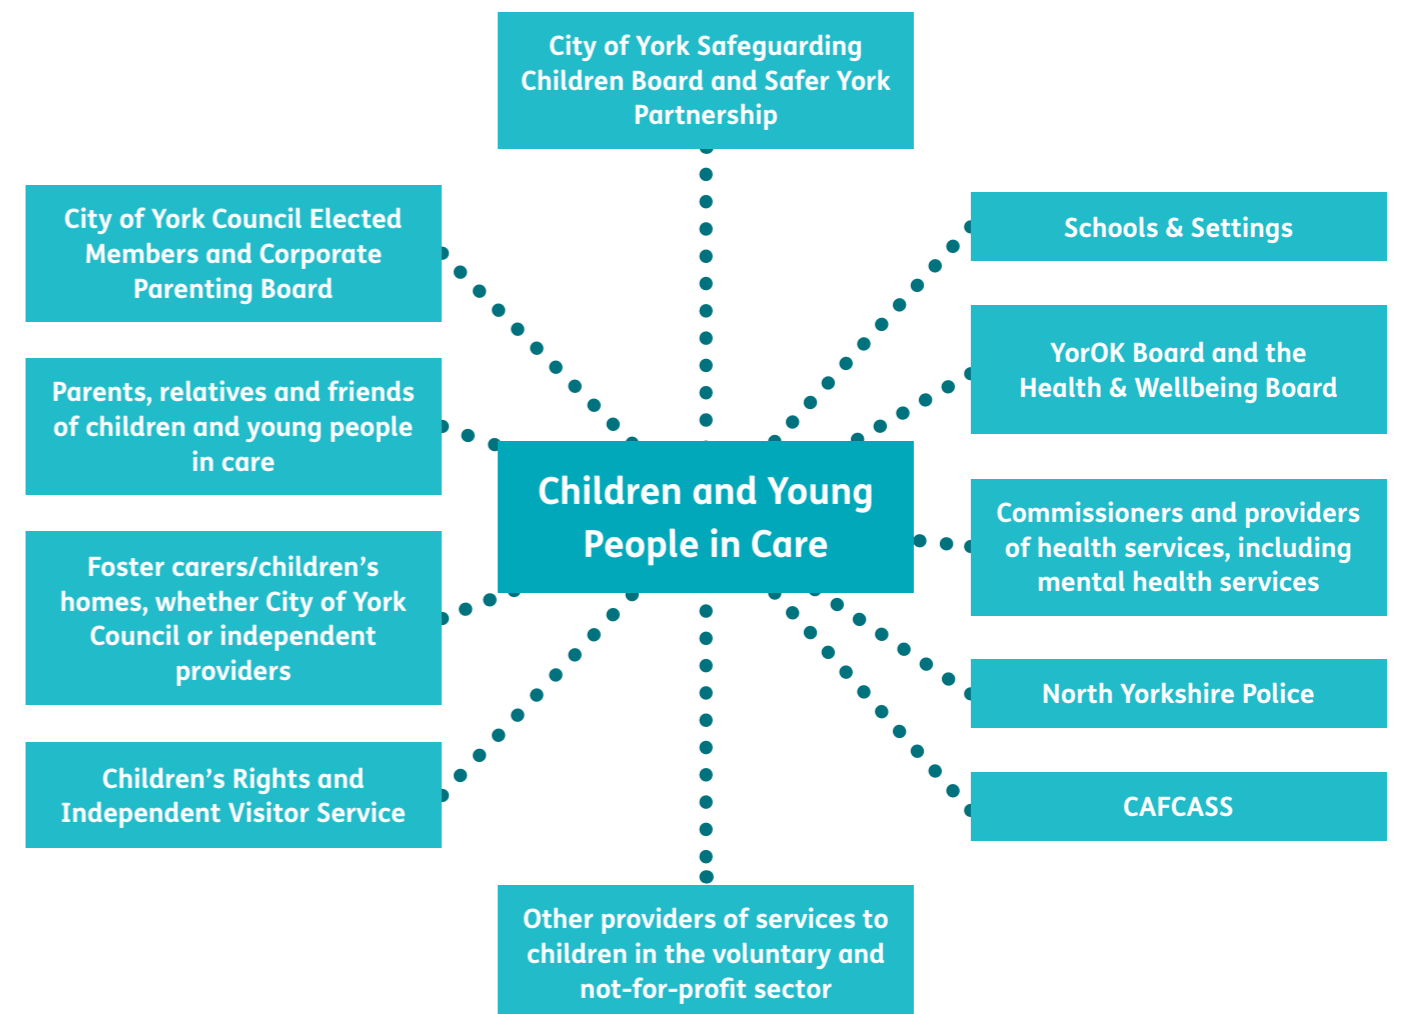 City of York Safeguarding
Children Board and Safer York
Partnership
City of York Council Elected
Members and Corporate
Parenting Board
Schools & Settings
YorOK Board and the
Health & Wellbeing Board
Parents, relatives and friends
of children and young people
in care
Children and Young
People in Care
Commissioners and providers
of health services, including
mental health services
Foster carers/children’s
homes, whether City of York
Council or independent
providers
North Yorkshire Police
Children’s Rights and
Independent Visitor Service
CAFCASS
Other providers of services to
children in the voluntary and
not-for-profit sector